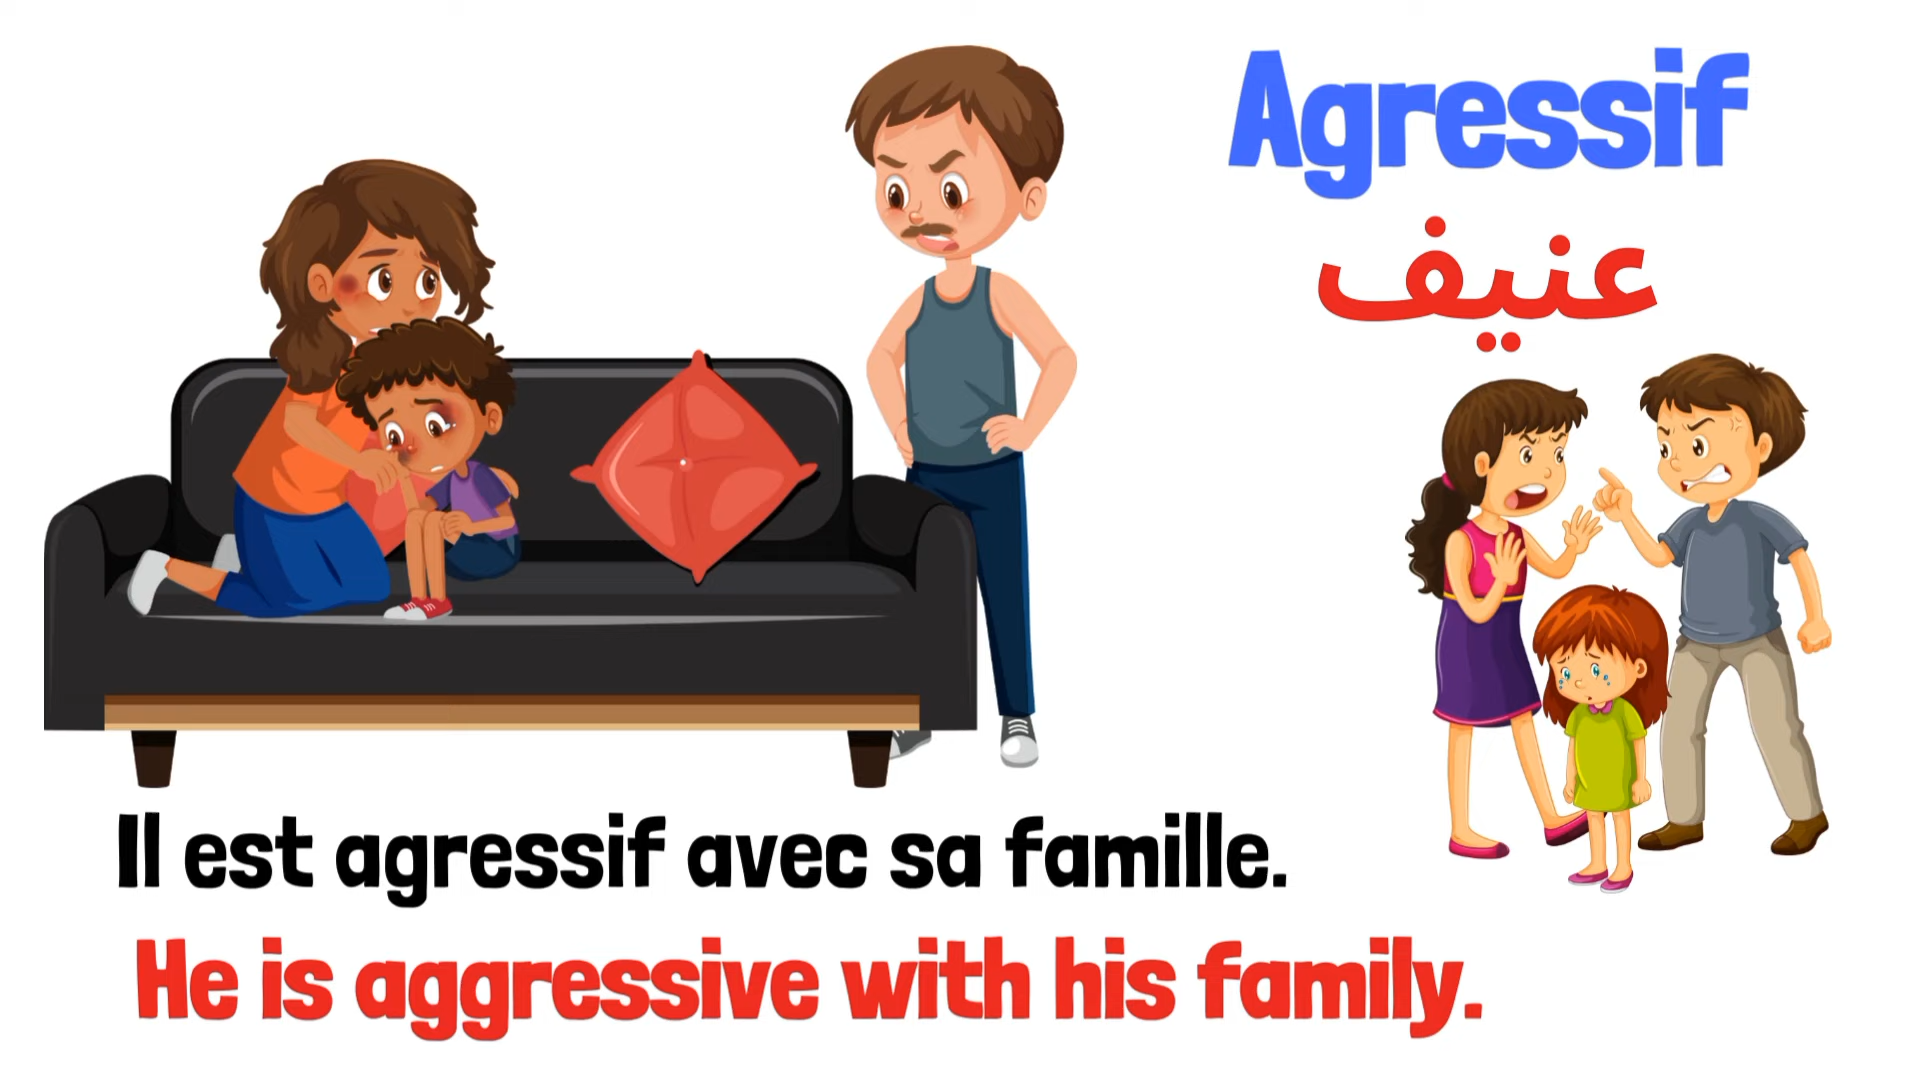 Agressif
عنيف
Il est agressif avec sa famille.
He is aggressive with his family.